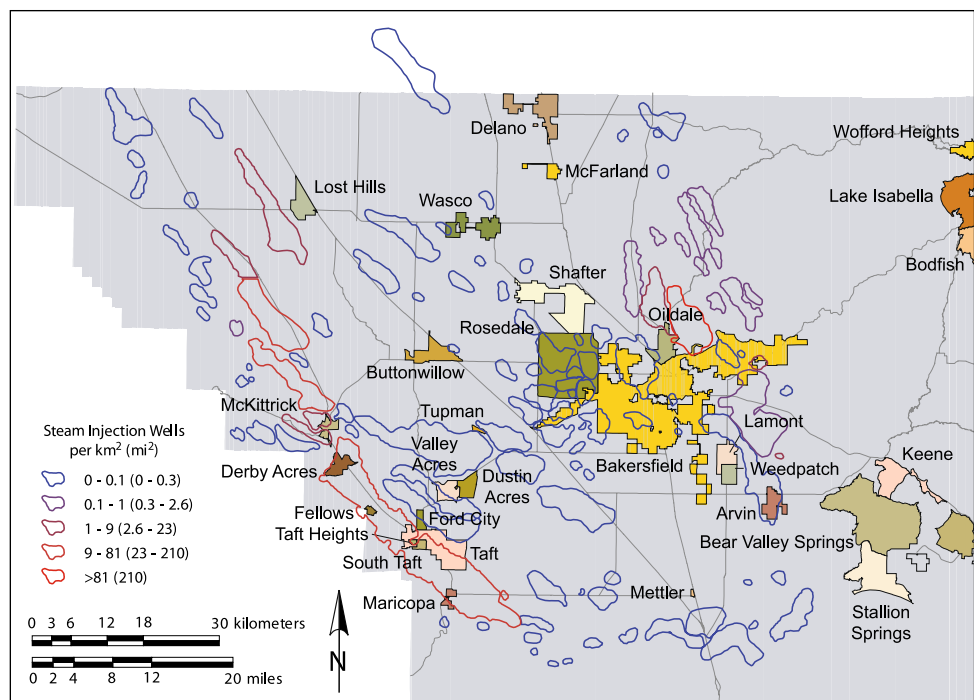 Delano
Wofford Heights
McFarland
Lost Hills
Lake Isabella
Wasco
Bodfish
Shafter
Oildale
Rosedale
Buttonwillow
McKittrick
Tupman
Lamont
Steam Injection Wells
per km² (mi²)
Valley
Acres
Keene
Derby Acres
Bakersfield
Weedpatch
0 - 0.1 (0 - 0.3)
Dustin
Acres
0.1 - 1 (0.3 - 2.6)
Fellows
Ford City
Arvin
1 - 9 (2.6 - 23)
Taft Heights
Bear Valley Springs
9 - 81 (23 - 210)
South Taft
Taft
>81 (210)
Maricopa
Mettler
Stallion
Springs
0 3 6 12 18 30 kilometers
0 2 4 8 12 20 miles
N